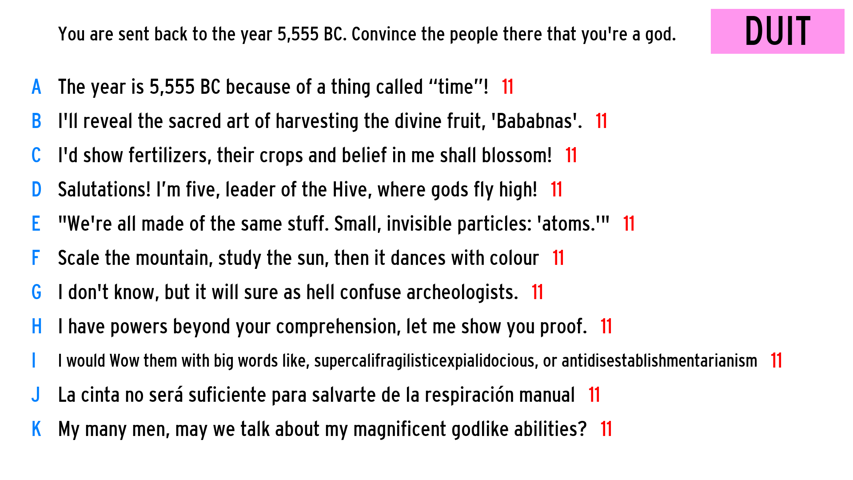 You are sent back to the year 5,555 BC. Convince the people there that you're a god.
DUIT
A The year is 5,555 BC because of a thing called “time”! 11
B I'll reveal the sacred art of harvesting the divine fruit, 'Bababnas'. 11
C I'd show fertilizers, their crops and belief in me shall blossom! 11
D Salutations! I’m five, leader of the Hive, where gods fly high! 11
E "We're all made of the same stuff. Small, invisible particles: 'atoms.'" 11
F Scale the mountain, study the sun, then it dances with colour 11
G I don't know, but it will sure as hell confuse archeologists. 11
H I have powers beyond your comprehension, let me show you proof. 11
I I would Wow them with big words like, supercalifragilisticexpialidocious, or antidisestablishmentarianism 11
J La cinta no será suficiente para salvarte de la respiración manual 11
K My many men, may we talk about my magnificent godlike abilities? 11